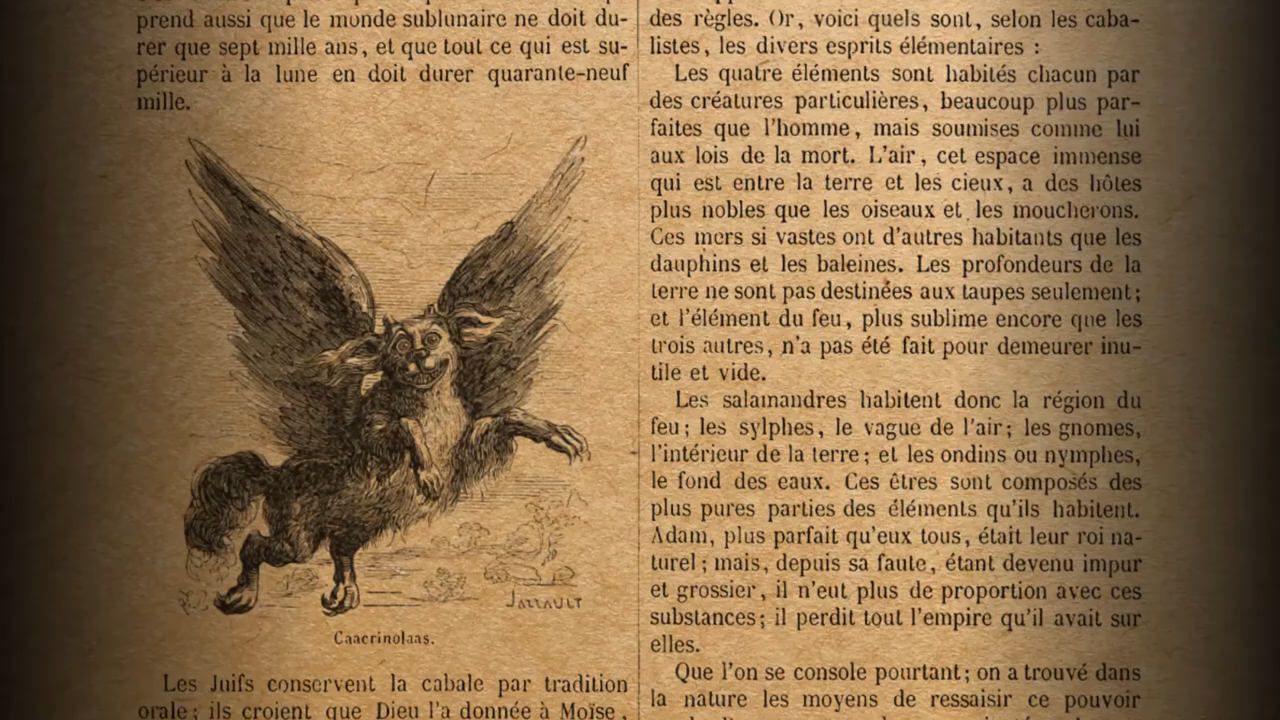 prend aussi que le monde sublunaire ne doit du-
rer que sept mille ans, et que tout ce qui est su-
périeur à la lune en doit durer quarante-neuf
mille.
JARRAULT
Caacrinolaas.
Les Juifs conservent la cabale par tradition
orale; ils croient que Dieu l'a donnée à Moïse,
des règles. Or, voici quels sont, selon les caba-
listes, les divers esprits élémentaires :
Les quatre éléments sont habités chacun par
des créatures particulières, beaucoup plus par-
faites que l'homme, mais soumises comme lui
aux lois de la mort. L'air, cet espace immense
qui est entre la terre et les cieux, a des hôtes
plus nobles que les oiseaux et les moucherons.
Ces mers si vastes ont d'autres habitants que les
dauphins et les baleines. Les profondeurs de la
terre ne sont pas destinées aux taupes seulement;
et l'élément du feu, plus sublime encore que les
trois autres, n'a pas été fait pour demeurer inu-
tile et vide.
Les salamandres habitent donc la région du
feu; les sylphes, le vague de l'air; les gnomes,
l'intérieur de la terre; et les ondins ou nymphes,
le fond des eaux. Ces êtres sont composés des
plus pures parties des éléments qu'ils habitent.
Adam, plus parfait qu'eux tous, était leur roi na-
turel; mais, depuis sa faute, étant devenu impur
et grossier, il n'eut plus de proportion avec ces
substances; il perdit tout l'empire qu'il avait sur
elles.
Que l'on se console pourtant; on a trouvé dans
la nature les moyens de ressaisir ce pouvoir